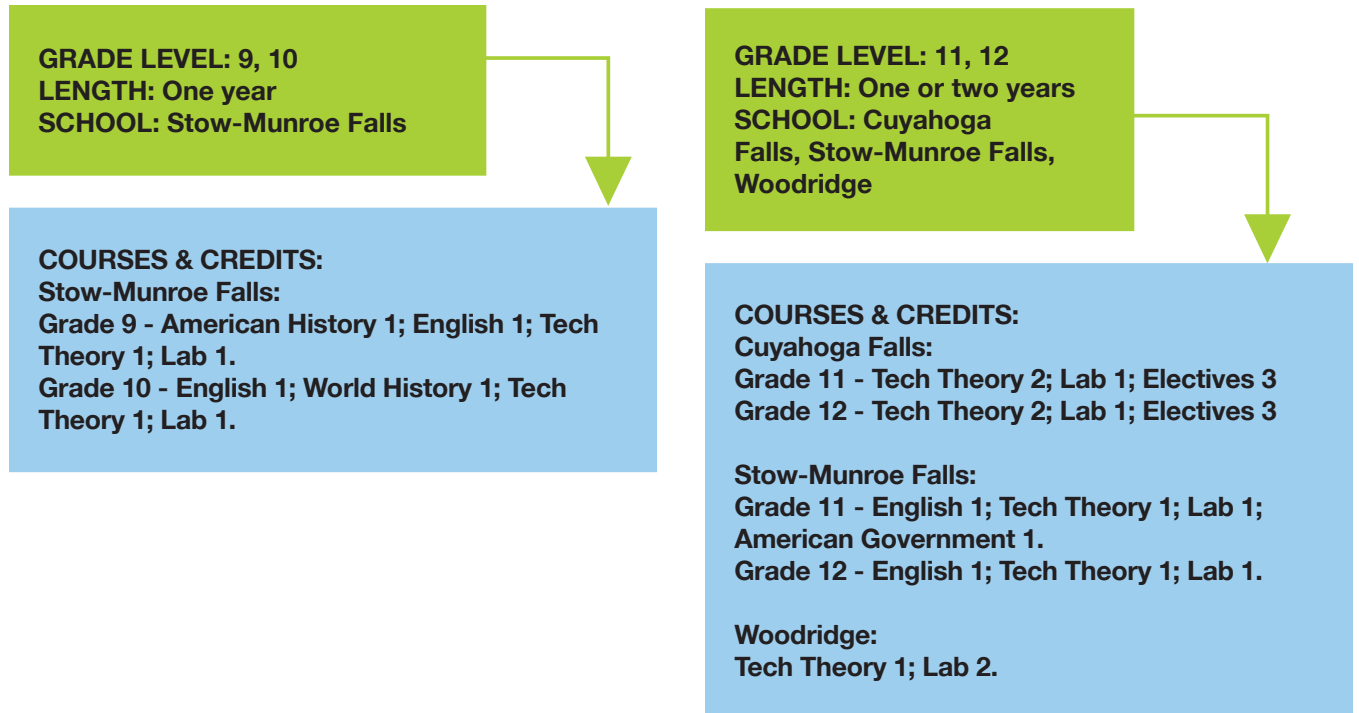 GRADE LEVEL: 9, 10
LENGTH: One year
SCHOOL: Stow-Munroe Falls
COURSES & CREDITS:
Stow-Munroe Falls:
Grade 9 - American History 1; English 1; Tech
Theory 1; Lab 1.
Grade 10 - English 1; World History 1; Tech
Theory 1; Lab 1.
GRADE LEVEL: 11, 12
LENGTH: One or two years
SCHOOL: Cuyahoga
Falls, Stow-Munroe Falls,
Woodridge
COURSES & CREDITS:
Cuyahoga Falls:
Grade 11 - Tech Theory 2; Lab 1; Electives 3
Grade 12 - Tech Theory 2; Lab 1; Electives 3
Stow-Munroe Falls:
Grade 11 - English 1; Tech Theory 1; Lab 1;
American Government 1.
Grade 12 - English 1; Tech Theory 1; Lab 1.
Woodridge:
Tech Theory 1; Lab 2.